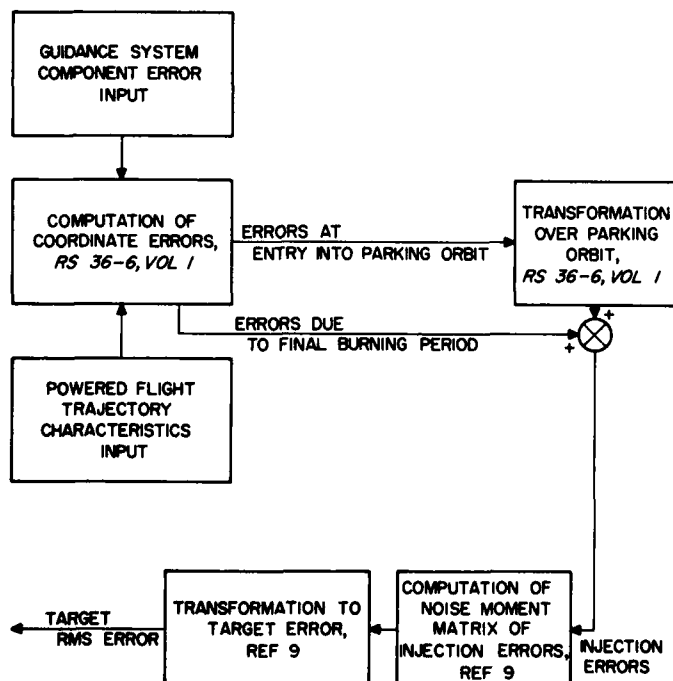 GUIDANCE SYSTEM
COMPONENT ERROR
INPUT
COMPUTATION OF
COORDINATE ERRORS,
RS 36-6, VOL I
ERRORS AT
ENTRY INTO PARKING ORBIT
TRANSFORMATION
OVER PARKING
ORBIT,
RS 36-6, VOL I
+
ERRORS DUE
TO FINAL BURNING PERIOD
+
POWERED FLIGHT
TRAJECTORY
CHARACTERISTICS
INPUT
TARGET
RMS ERROR
TRANSFORMATION TO
TARGET ERROR,
REF 9
COMPUTATION OF
NOISE MOMENT
MATRIX OF
INJECTION ERRORS,
REF 9
INJECTION
ERRORS